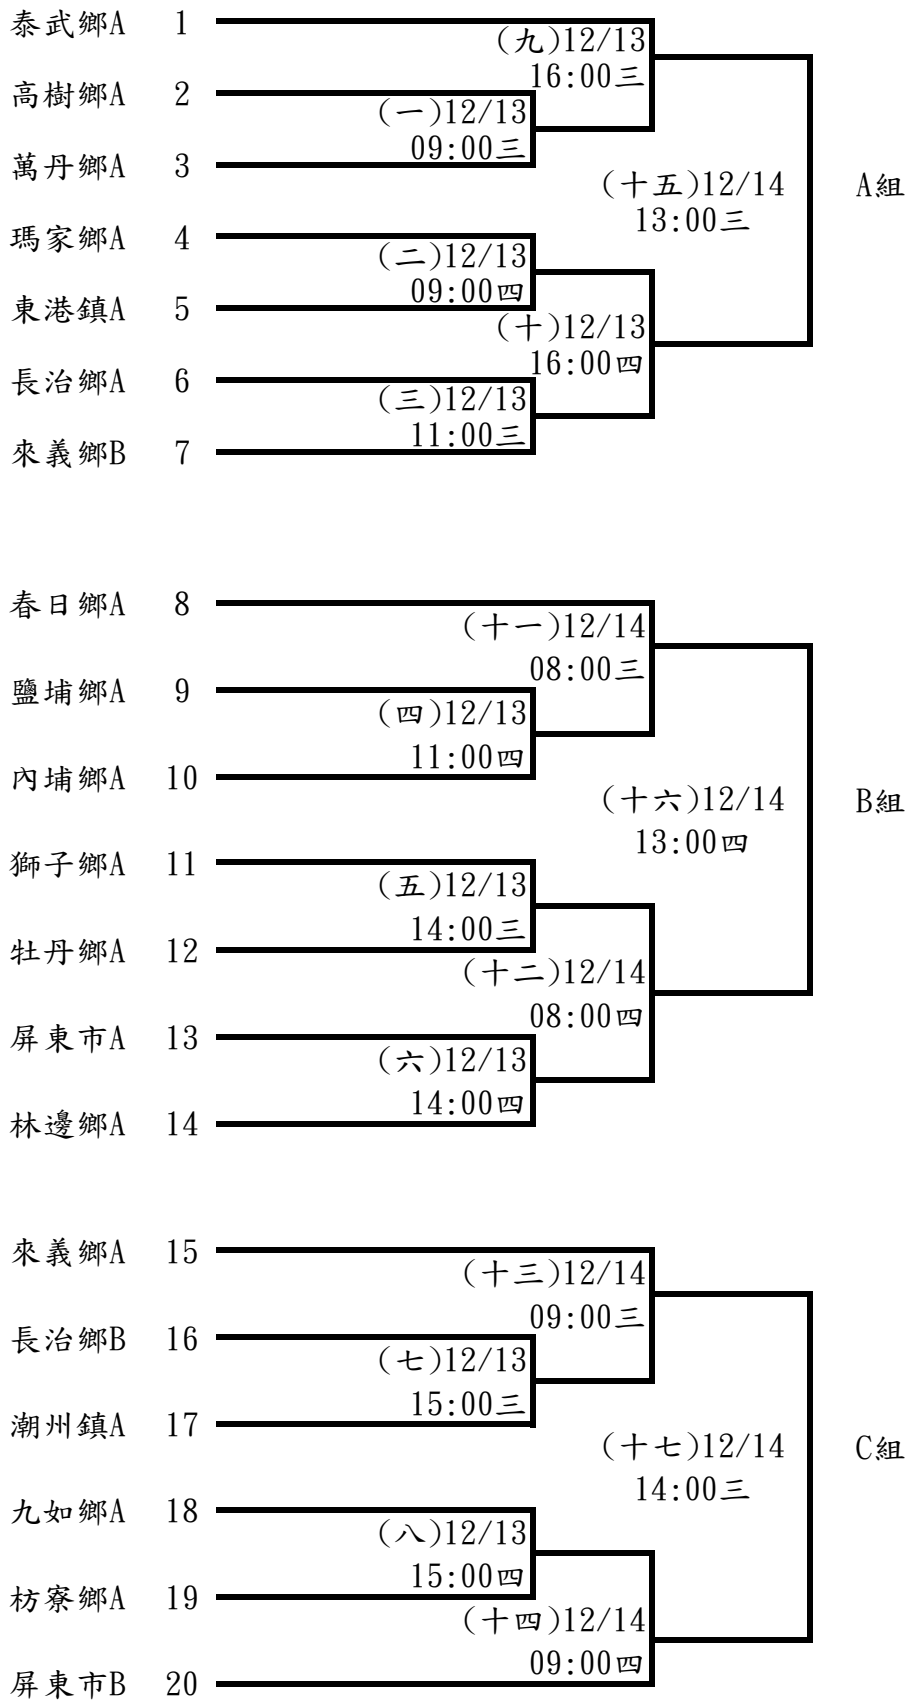 泰武鄉A 1
(九)12/13
16:00三
高樹鄉A 2
(一)12/13
09:00三
萬丹鄉A 3
(十五)12/14
13:00三
A組
瑪家鄉A 4
(二)12/13
09:00四
東港鎮A 5
(十)12/13
16:00四
長治鄉A 6
(三)12/13
11:00三
來義鄉B 7
春日鄉A 8
(十一)12/14
08:00三
鹽埔鄉A 9
(四)12/13
11:00四
內埔鄉A 10
(十六)12/14
13:00四
B組
獅子鄉A 11
(五)12/13
14:00三
牡丹鄉A 12
(十二)12/14
08:00四
屏東市A 13
(六)12/13
14:00四
林邊鄉A 14
來義鄉A 15
(十三)12/14
09:00三
長治鄉B 16
(七)12/13
15:00三
潮州鎮A 17
(十七)12/14
14:00三
C組
九如鄉A 18
(八)12/13
15:00四
枋寮鄉A 19
(十四)12/14
09:00四
屏東市B 20